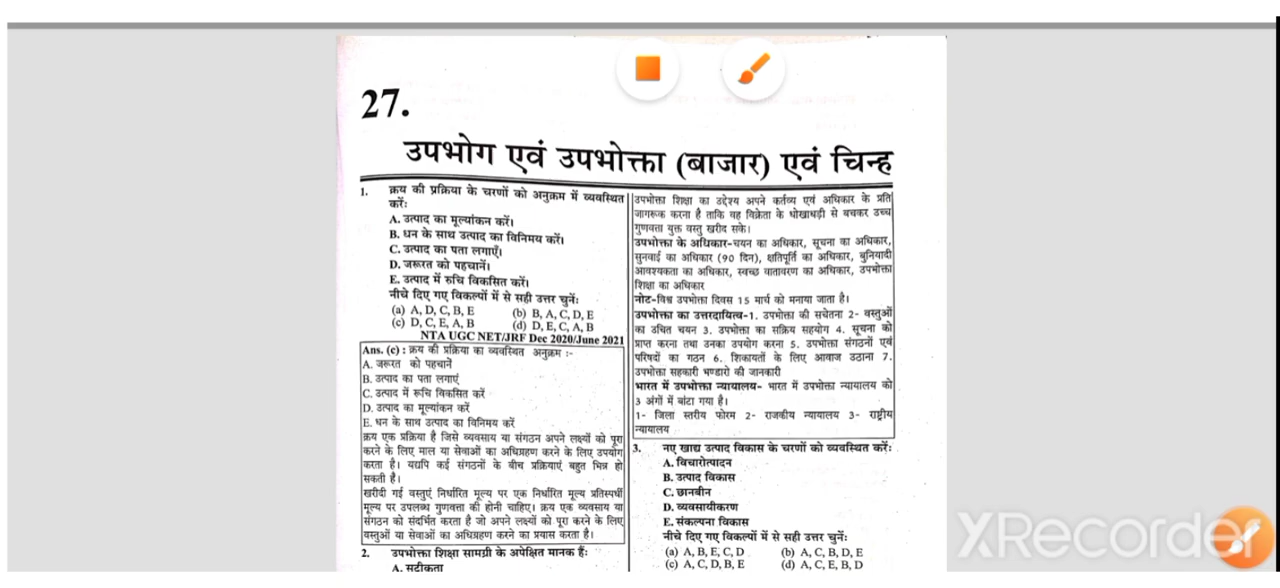 27.
उपभोग एवं उपभोक्ता (बाजार) एवं चिन्ह
1. क्रय की प्रक्रिया के चरणों को अनुक्रम में व्यवस्थित
करेंः
A. उत्पाद का मूल्यांकन करें।
B. धन के साथ उत्पाद का विनिमय करें।
C. उत्पाद का पता लगाएँ।
D. जरूरत को पहचानें।
E. उत्पाद में रुचि विकसित करें।
नीचे दिए गए विकल्पों में से सही उत्तर चुनेंः
(a) A, D, C, B, E (b) B, A, C, D, E
(c) D, C, E, A, B (d) D, E, C, A, B
NTA UGC NET/JRF Dec 2020/June 2021
Ans. (c) : क्रय की प्रक्रिया का व्यवस्थित अनुक्रम :-
A. जरूरत को पहचानें
B. उत्पाद का पता लगाएं
C. उत्पाद में रूचि विकसित करें
D. उत्पाद का मूल्यांकन करें
E. धन के साथ उत्पाद का विनिमय करें
क्रय एक प्रक्रिया है जिसे व्यवसाय या संगठन अपने लक्ष्यों को पूरा
करने के लिए माल या सेवाओं का अधिग्रहण करने के लिए उपयोग
करता है। यद्यपि कई संगठनों के बीच प्रक्रियाएं बहुत भिन्न हो
सकती हैं।
खरीदी गई वस्तुएं निर्धारित मूल्य पर एक निर्धारित मूल्य प्रतिस्पर्धी
मूल्य पर उपलब्ध गुणवत्ता की होनी चाहिए। क्रय एक व्यवसाय या
संगठन को संदर्भित करता है जो अपने लक्ष्यों को पूरा करने के लिए
वस्तुओं या सेवाओं का अधिग्रहण करने का प्रयास करता है।
2. उपभोक्ता शिक्षा सामग्री के अपेक्षित मानक हैंः
A. सटीकता
उपभोक्ता शिक्षा का उद्देश्य अपने कर्तव्य एवं अधिकार के प्रति
जागरूक करना है ताकि वह विक्रेता के धोखाधड़ी से बचकर उच्च
गुणवत्ता युक्त वस्तु खरीद सके।
उपभोक्ता के अधिकार-चयन का अधिकार, सूचना का अधिकार,
सुनवाई का अधिकार (90 दिन), क्षतिपूर्ति का अधिकार, बुनियादी
आवश्यकता का अधिकार, स्वच्छ वातावरण का अधिकार, उपभोक्ता
शिक्षा का अधिकार
नोट-विश्व उपभोक्ता दिवस 15 मार्च को मनाया जाता है।
उपभोक्ता का उत्तरदायित्व-1. उपभोक्ता की सचेतना 2- वस्तुओं
का उचित चयन 3. उपभोक्ता का सक्रिय सहयोग 4. सूचना को
प्राप्त करना तथा उनका उपयोग करना 5. उपभोक्ता संगठनों एवं
परिषदों का गठन 6. शिकायतों के लिए आवाज उठाना 7.
उपभोक्ता सहकारी भण्डारो की जानकारी
भारत में उपभोक्ता न्यायालय- भारत में उपभोक्ता न्यायालय को
3 अंगों में बांटा गया है।
1- जिला स्तरीय फोरम 2- राजकीय न्यायालय 3- राष्ट्रीय
न्यायालय
3. नए खाद्य उत्पाद विकास के चरणों को व्यवस्थित करेंः
A. विचारोत्पादन
B. उत्पाद विकास
C. छानबीन
D. व्यवसायीकरण
E. संकल्पना विकास
नीचे दिए गए विकल्पों में से सही उत्तर चुनेंः
(a) A, B, E, C, D (b) A, C, B, D, E
(c) A, C, D, B, E (d) A, C, E, B, D
XRecorder